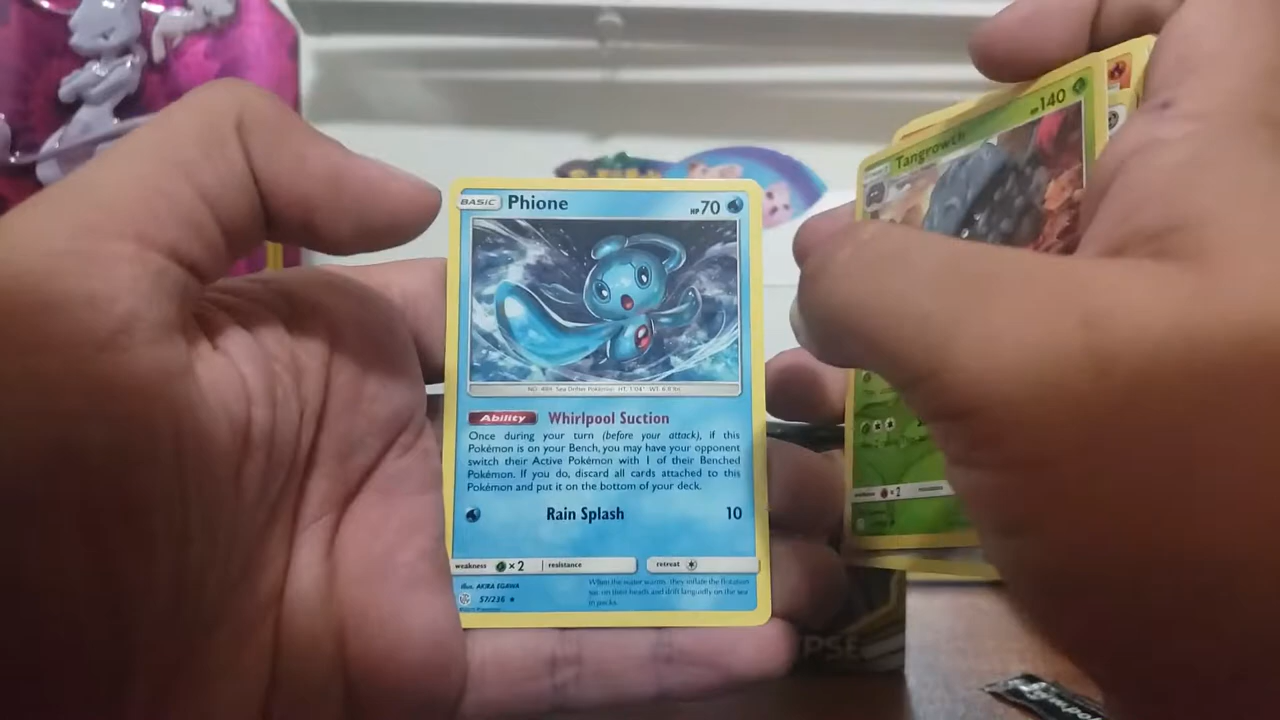 BASIC Phione HP 70
NO. 489 Sea Drifter Pokémon HT: 1'04" WT: 6.8 lbs
Ability Whirlpool Suction
Once during your turn (before your attack), if this
Pokémon is on your Bench, you may have your opponent
switch their Active Pokémon with 1 of their Benched
Pokémon. If you do, discard all cards attached to this
Pokémon and put it on the bottom of your deck.
Rain Splash 10
weakness ×2 resistance retreat
illus. AKIRA EGAWA
57/236
When the water warms, they inflate the flotation
sac on their heads and drift languidly on the sea
in packs.
Tangrowth HP 140
×2
PSE